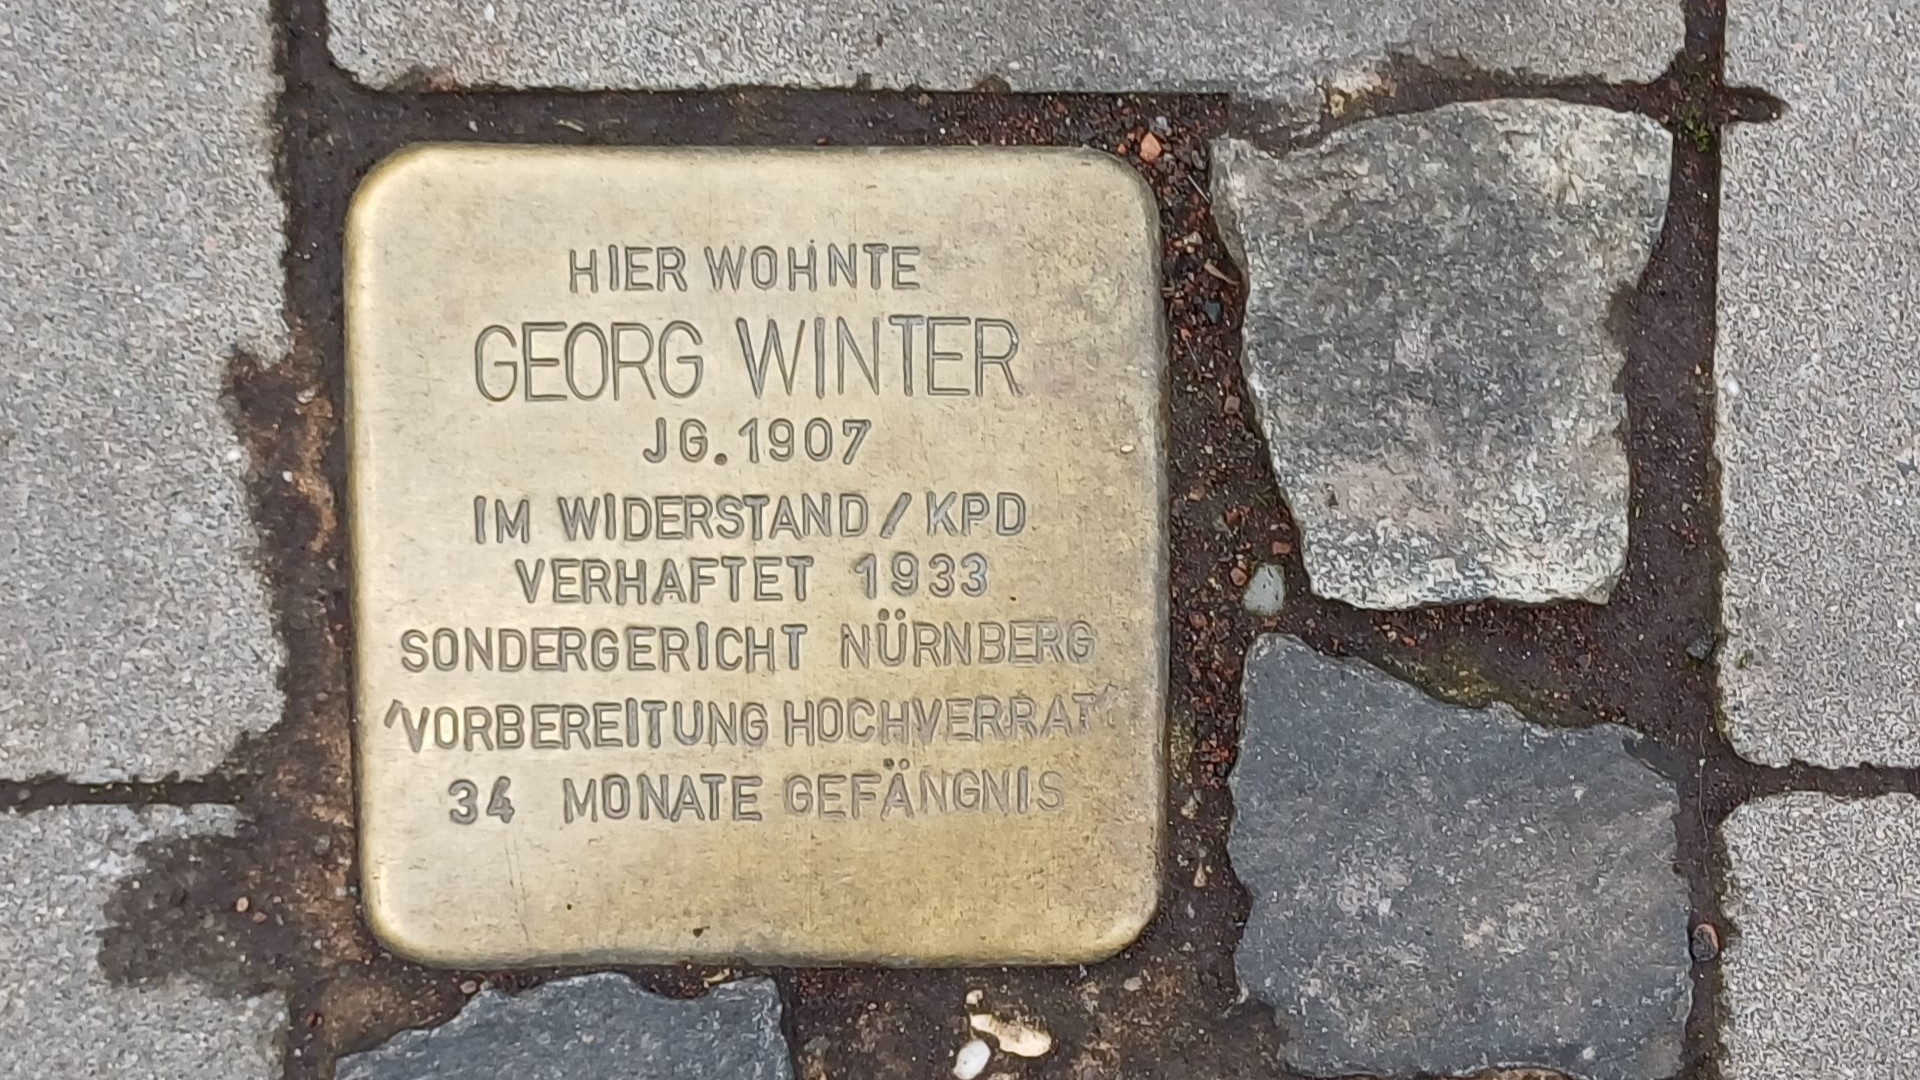 HIER WOHNTE
GEORG WINTER
JG. 1907
IM WIDERSTAND / KPD
VERHAFTET 1933
SONDERGERICHT NÜRNBERG
'VORBEREITUNG HOCHVERRAT'
34 MONATE GEFÄNGNIS